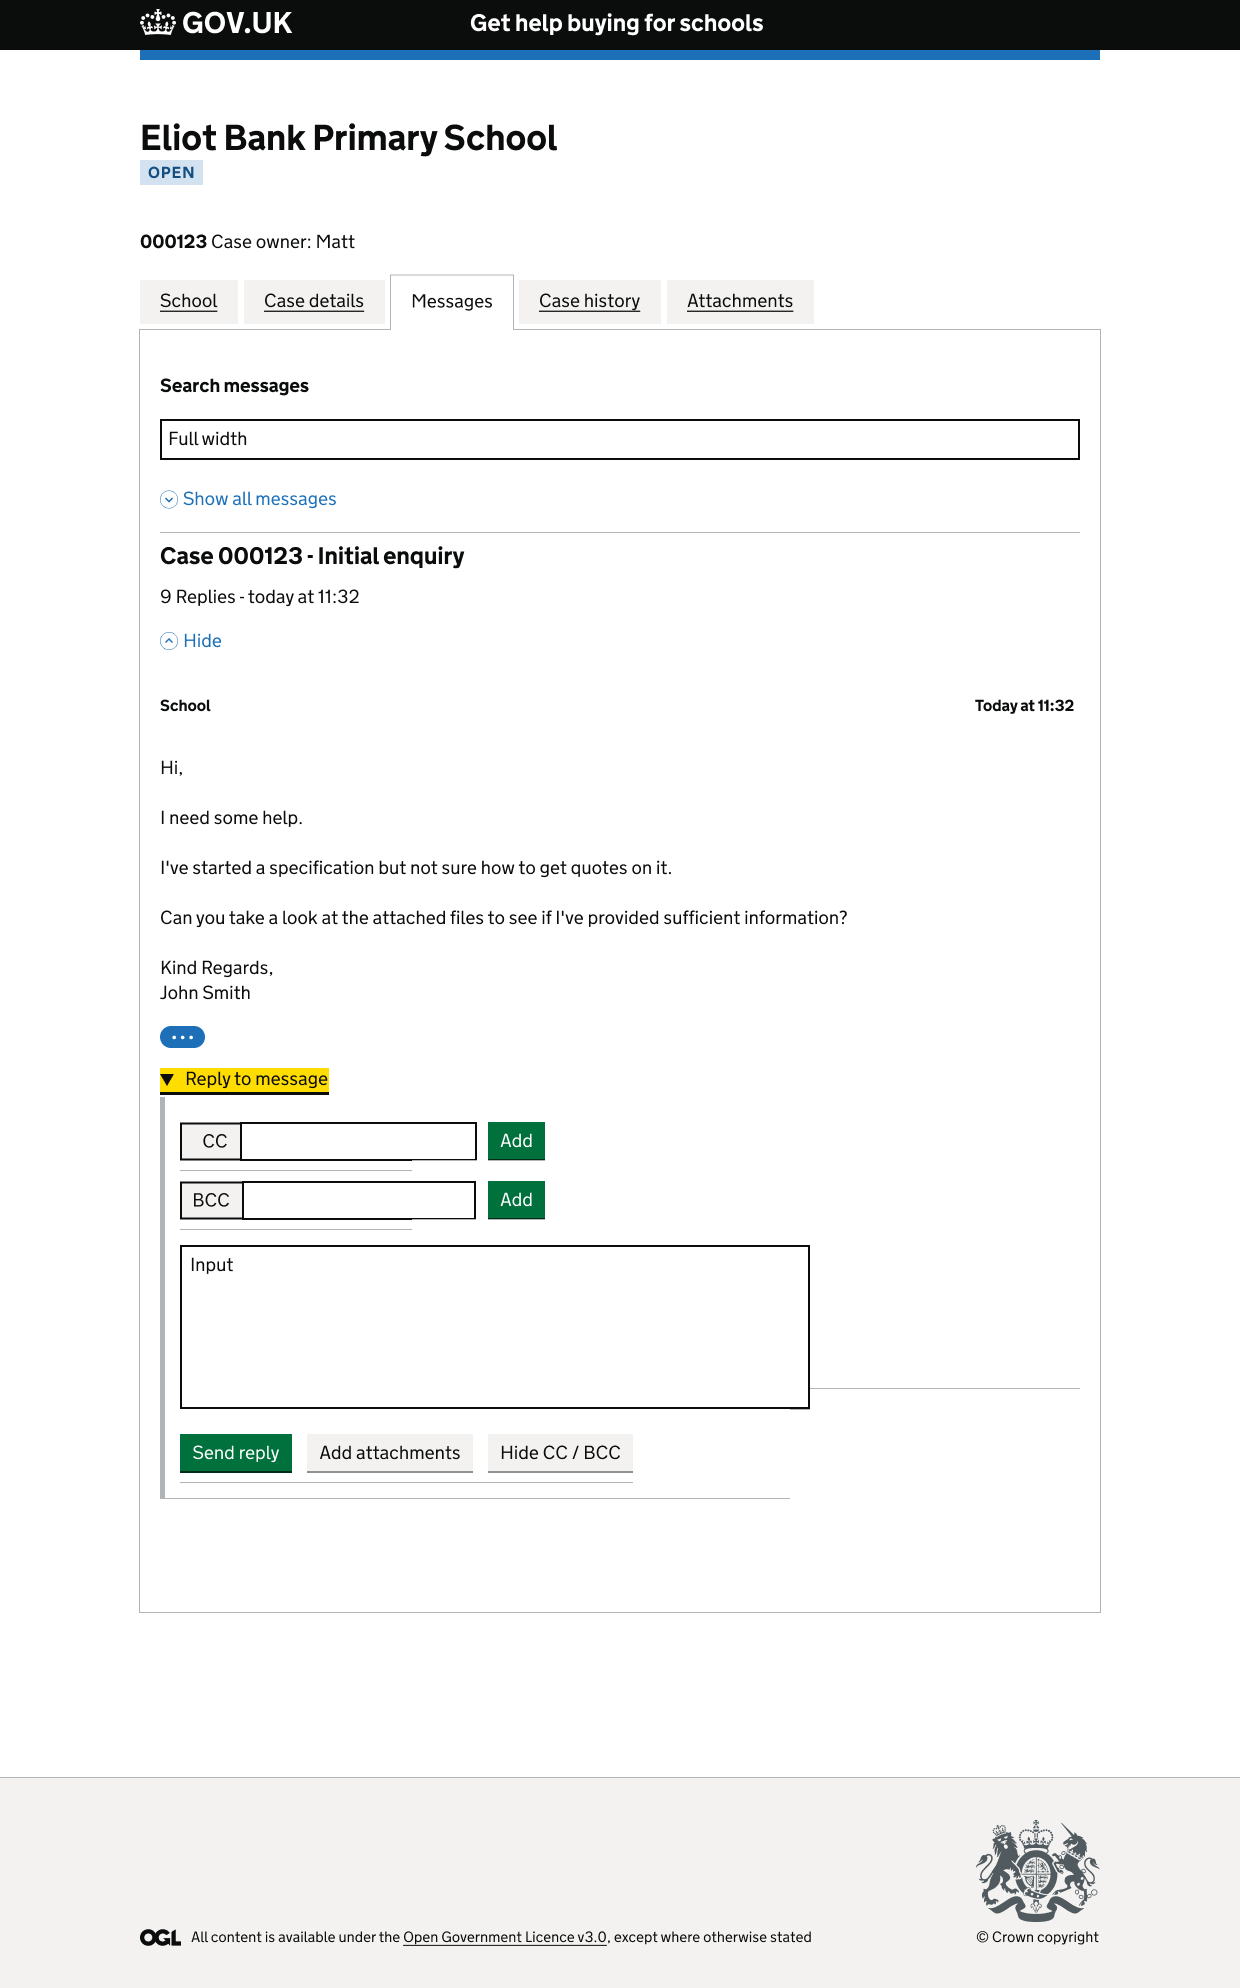 GOV.UK Get help buying for schools
Eliot Bank Primary School
OPEN
000123 Case owner: Matt
School Case details Messages Case history Attachments
Search messages
Full width
Show all messages
Case 000123 - Initial enquiry
9 Replies - today at 11:32
Hide
School Today at 11:32
Hi,
I need some help.
I've started a specification but not sure how to get quotes on it.
Can you take a look at the attached files to see if I've provided sufficient information?
Kind Regards,
John Smith
Reply to message
CC Add
BCC Add
Input
Send reply Add attachments Hide CC / BCC
OGL All content is available under the Open Government Licence v3.0, except where otherwise stated © Crown copyright